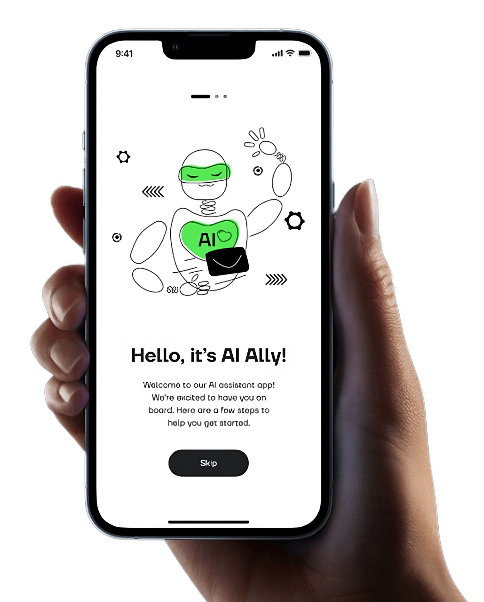 9:41
AI
Hello, it's AI Ally!
Welcome to our AI assistant app!
We're excited to have you on
board. Here are a few steps to
help you get started.
Skip